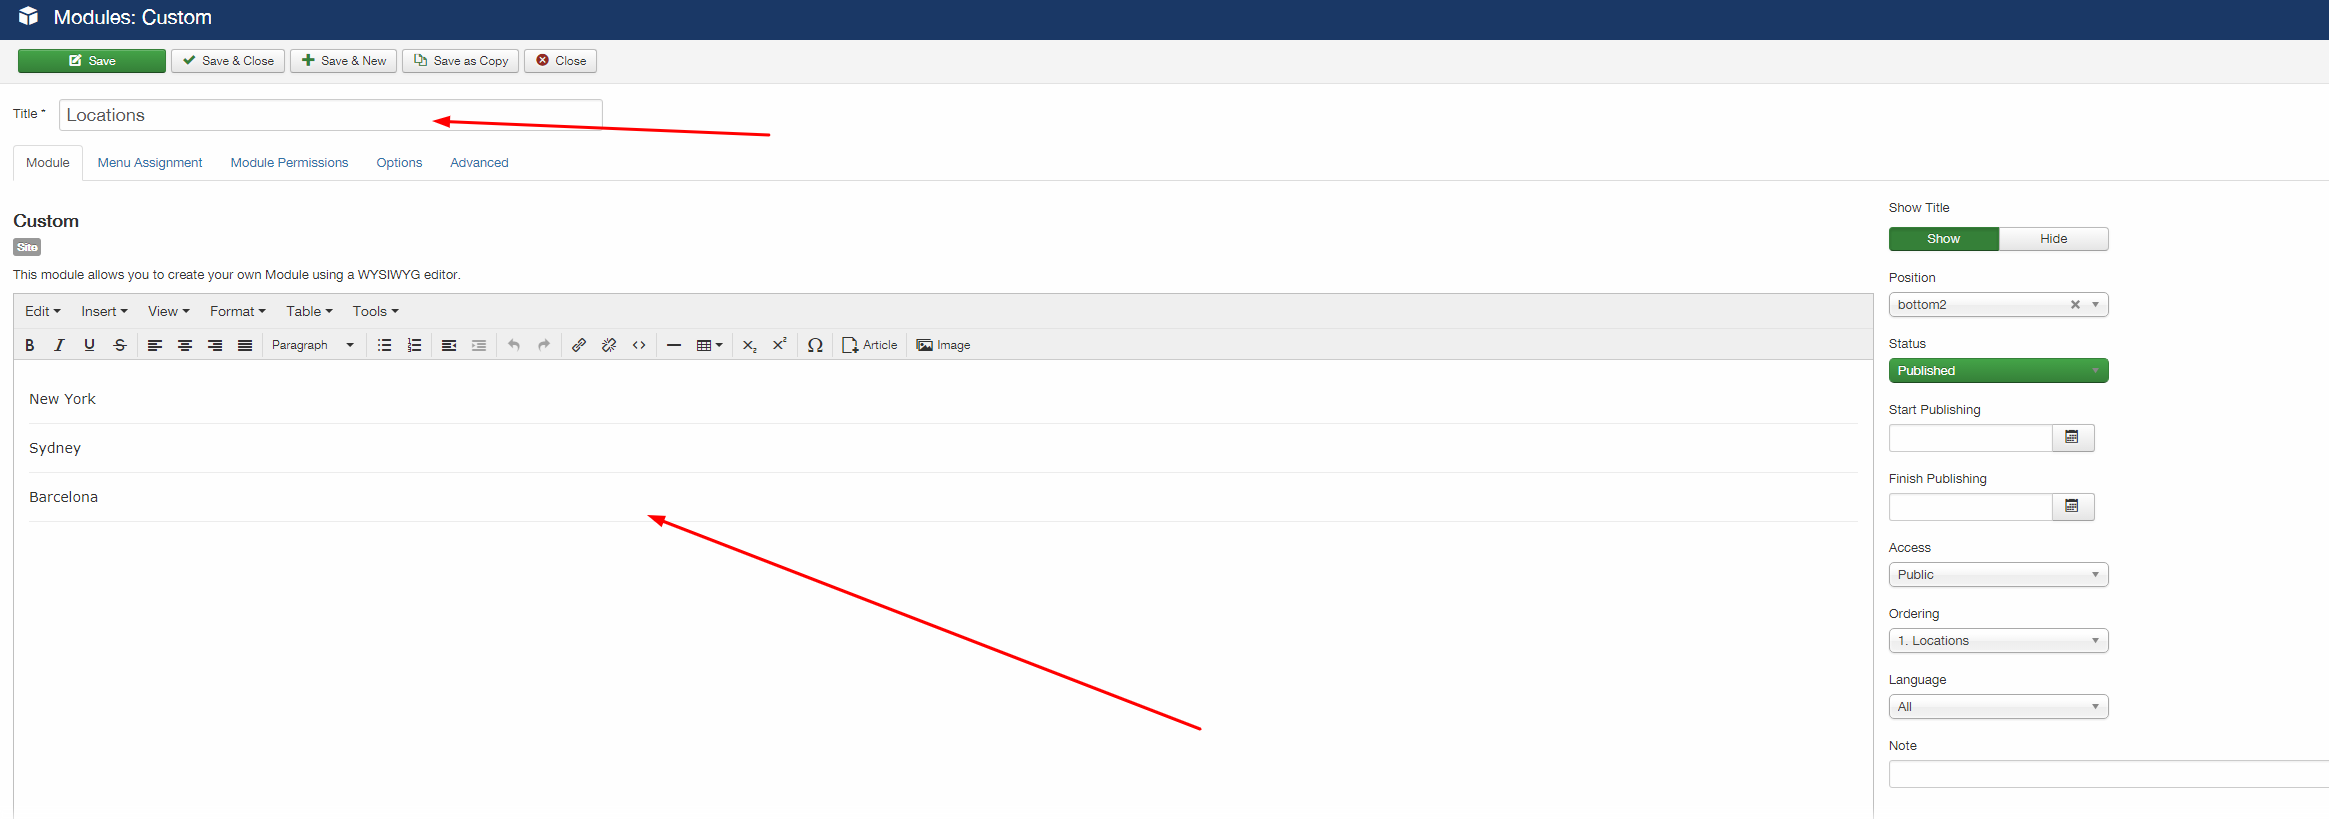 Modules: Custom
Save Save & Close Save & New Save as Copy Close
Title * Locations
Module Menu Assignment Module Permissions Options Advanced
Custom
Site
This module allows you to create your own Module using a WYSIWYG editor.
Edit Insert View Format Table Tools
B I U S Paragraph X₂ X² Ω Article Image
New York
Sydney
Barcelona
Show Title
Show Hide
Position
bottom2
Status
Published
Start Publishing
Finish Publishing
Access
Public
Ordering
1. Locations
Language
All
Note